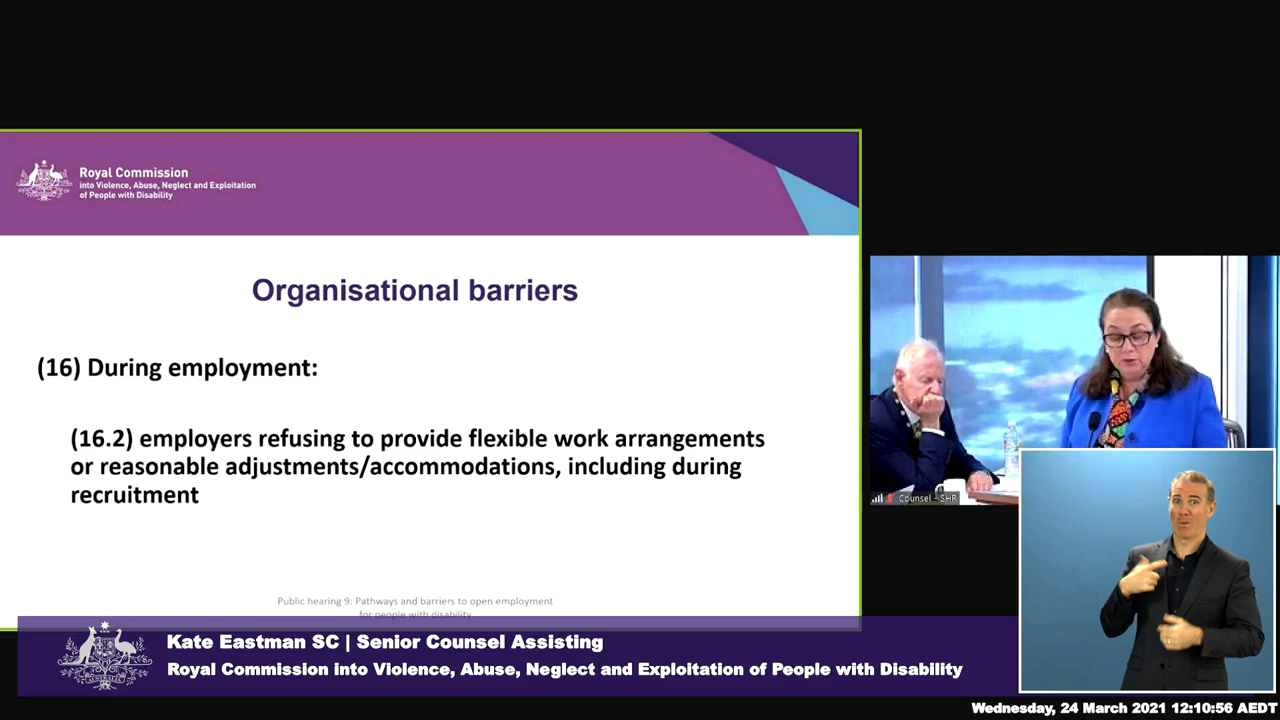 Royal Commission
into Violence, Abuse, Neglect and Exploitation
of People with Disability
Organisational barriers
(16) During employment:
(16.2) employers refusing to provide flexible work arrangements
or reasonable adjustments/accommodations, including during
recruitment
Public hearing 9: Pathways and barriers to open employment
for people with disability
Counsel - SHR
Kate Eastman SC | Senior Counsel Assisting
Royal Commission into Violence, Abuse, Neglect and Exploitation of People with Disability
Wednesday, 24 March 2021 12:10:56 AEDT